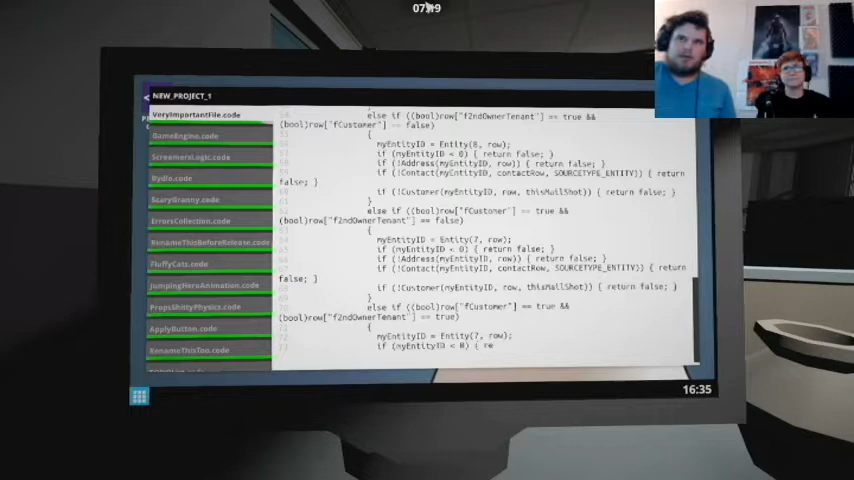 07:19
NEW_PROJECT_1
VeryImportantFile.code
GameEngine.code
ScreamersLogic.code
Rydle.code
ScaryGranny.code
ErrorsCollection.code
RenameThisBeforeRelease.code
FluffyCats.code
JumpingHeroAnimation.code
PropsShittyPhysics.code
ApplyButton.code
RenameThisToo.code
else if ((bool)row["f2ndOwnerTenant"] == true &&
(bool)row["fCustomer"] == false)
{
myEntityID = Entity(8, row);
if (myEntityID < 0) { return false; }
if (!Address(myEntityID, row)) { return false; }
if (!Contact(myEntityID, contactRow, SOURCETYPE_ENTITY)) { return
false; }
if (!Customer(myEntityID, row, thisMailShot)) { return false; }
}
else if ((bool)row["fCustomer"] == true &&
(bool)row["f2ndOwnerTenant"] == false)
{
myEntityID = Entity(7, row);
if (myEntityID < 0) { return false; }
if (!Address(myEntityID, row)) { return false; }
if (!Contact(myEntityID, contactRow, SOURCETYPE_ENTITY)) { return
false; }
if (!Customer(myEntityID, row, thisMailShot)) { return false; }
}
else if ((bool)row["fCustomer"] == true &&
(bool)row["f2ndOwnerTenant"] == true)
{
myEntityID = Entity(7, row);
if (myEntityID < 0) { re
16:35